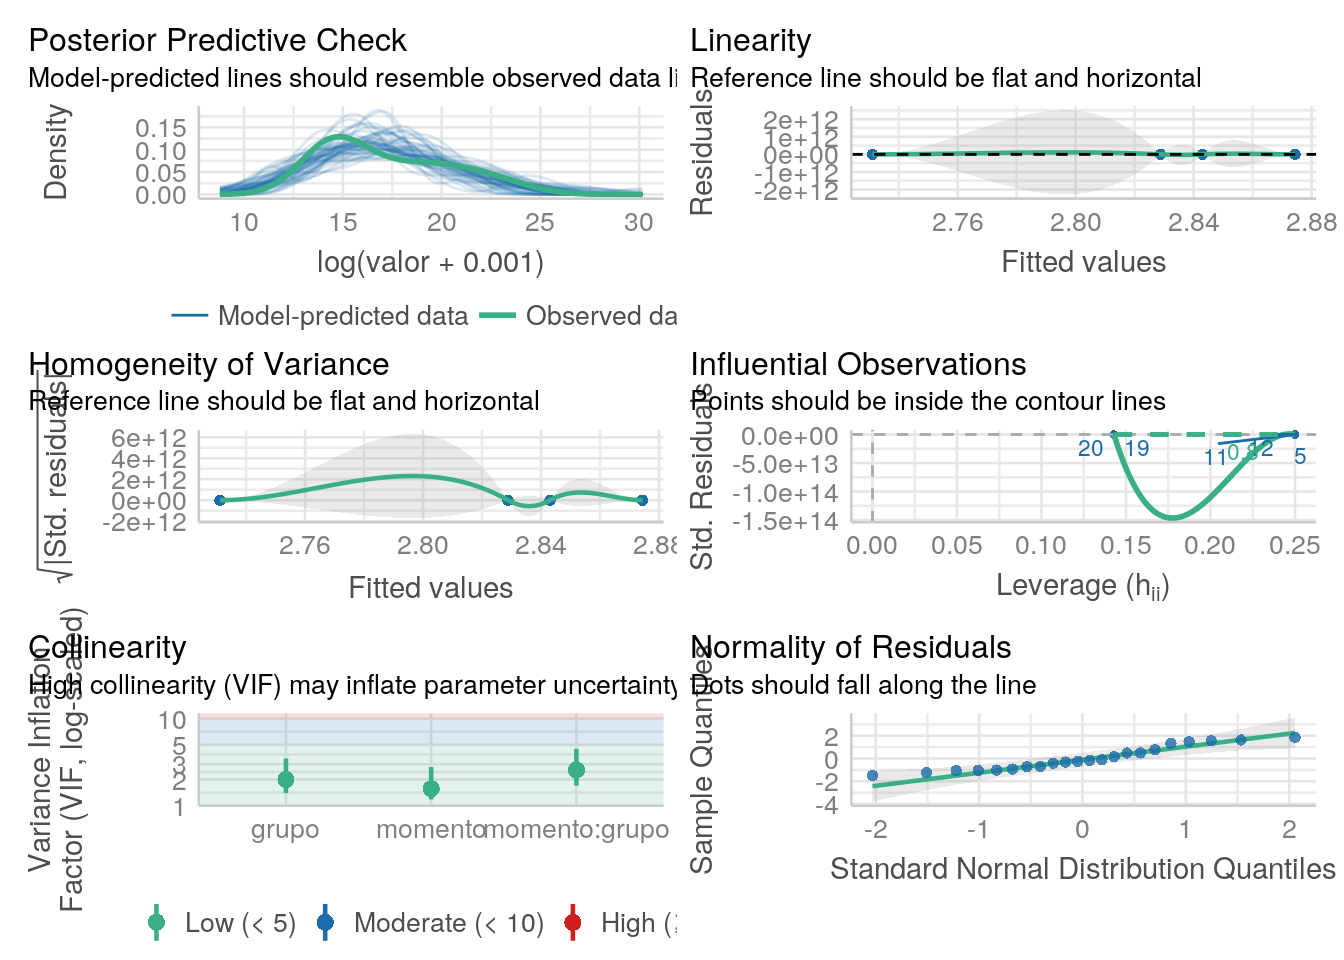 Posterior Predictive Check
Model-predicted lines should resemble observed data li
Density
0.15
0.10
0.05
0.00
10 15 20 25 30
log(valor + 0.001)
Model-predicted data Observed da
Linearity
Reference line should be flat and horizontal
Residuals
2e+12
1e+12
0e+00
-1e+12
-2e+12
2.76 2.80 2.84 2.88
Fitted values
Homogeneity of Variance
Reference line should be flat and horizontal
√|Std. residuals|
6e+12
4e+12
2e+12
0e+00
-2e+12
2.76 2.80 2.84 2.88
Fitted values
Influential Observations
Points should be inside the contour lines
Std. Residuals
0.0e+00
-5.0e+13
-1.0e+14
-1.5e+14
20 19 11 0.8 12 5
0.00 0.05 0.10 0.15 0.20 0.25
Leverage (hii)
Collinearity
High collinearity (VIF) may inflate parameter uncertainty
Variance Inflation
Factor (VIF, log-scaled)
10
5
3
2
1
grupo momento momento:grupo
Low (< 5) Moderate (< 10) High (
Normality of Residuals
Dots should fall along the line
Sample Quantiles
2
0
-2
-4
-2 -1 0 1 2
Standard Normal Distribution Quantiles